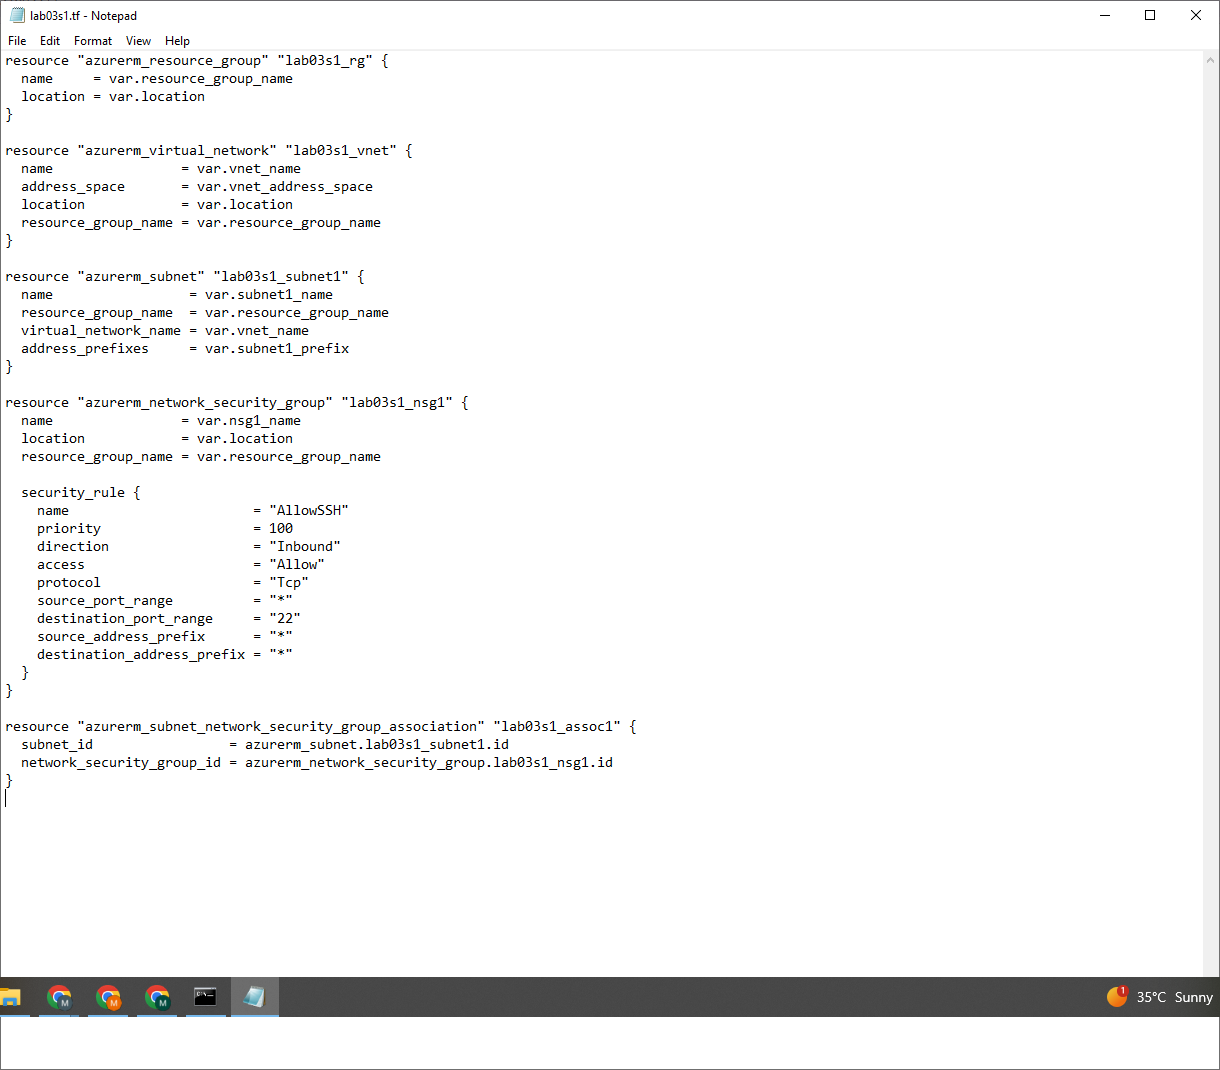 lab03s1.tf - Notepad
File Edit Format View Help
resource "azurerm_resource_group" "lab03s1_rg" {
  name     = var.resource_group_name
  location = var.location
}

resource "azurerm_virtual_network" "lab03s1_vnet" {
  name                = var.vnet_name
  address_space       = var.vnet_address_space
  location            = var.location
  resource_group_name = var.resource_group_name
}

resource "azurerm_subnet" "lab03s1_subnet1" {
  name                 = var.subnet1_name
  resource_group_name  = var.resource_group_name
  virtual_network_name = var.vnet_name
  address_prefixes     = var.subnet1_prefix
}

resource "azurerm_network_security_group" "lab03s1_nsg1" {
  name                = var.nsg1_name
  location            = var.location
  resource_group_name = var.resource_group_name

  security_rule {
    name                       = "AllowSSH"
    priority                   = 100
    direction                  = "Inbound"
    access                     = "Allow"
    protocol                   = "Tcp"
    source_port_range          = "*"
    destination_port_range     = "22"
    source_address_prefix      = "*"
    destination_address_prefix = "*"
  }
}

resource "azurerm_subnet_network_security_group_association" "lab03s1_assoc1" {
  subnet_id                 = azurerm_subnet.lab03s1_subnet1.id
  network_security_group_id = azurerm_network_security_group.lab03s1_nsg1.id
}
M M M C:\ 1 35°C Sunny